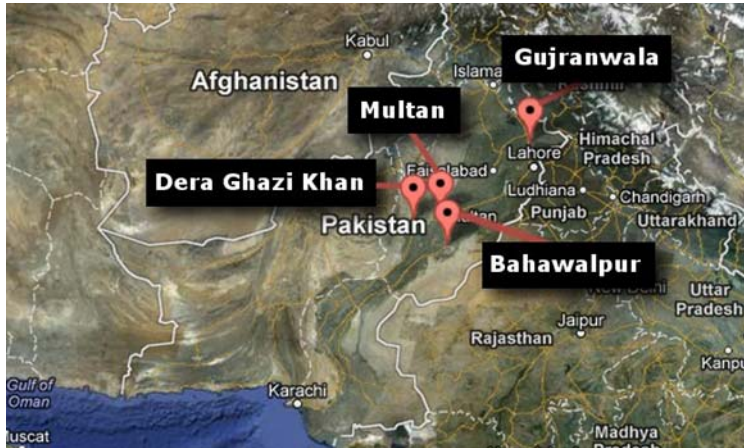 Kabul
Afghanistan
Islama
Gujranwala
Multan
Himachal
Pradesh
Lahore
Dera Ghazi Khan
Ludhiana
Chandigarh
Punjab
Uttarakhand
Pakistan
Bahawalpur
Uttar
Pradesh
Jaipur
Rajasthan
Kanpu
Gulf of
Oman
Karachi
uscat
Madhya